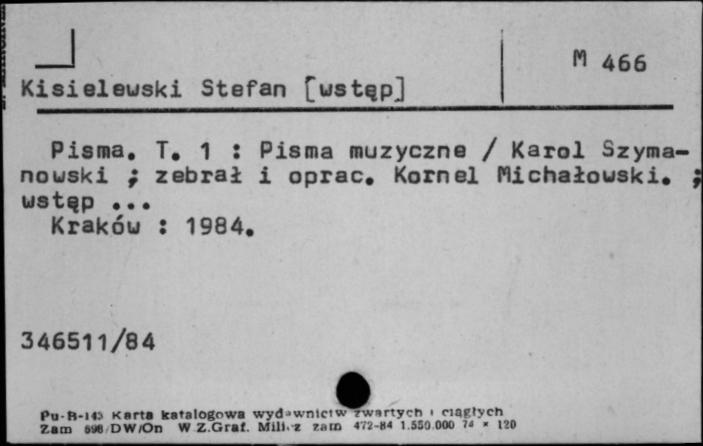 M 466
Kisielewski Stefan [wstęp]
Pisma. T. 1 : Pisma muzyczne / Karol Szyma-
nowski ; zebrał i oprac. Kornel Michałowski. ;
wstęp ...
Kraków : 1984.
346511/84
Pu-B-143 Karta katalogowa wydawnictw zwartych i ciągłych
Zam 598/DW/On W.Z.Graf. zam 472-84 1.550.000 74 × 120